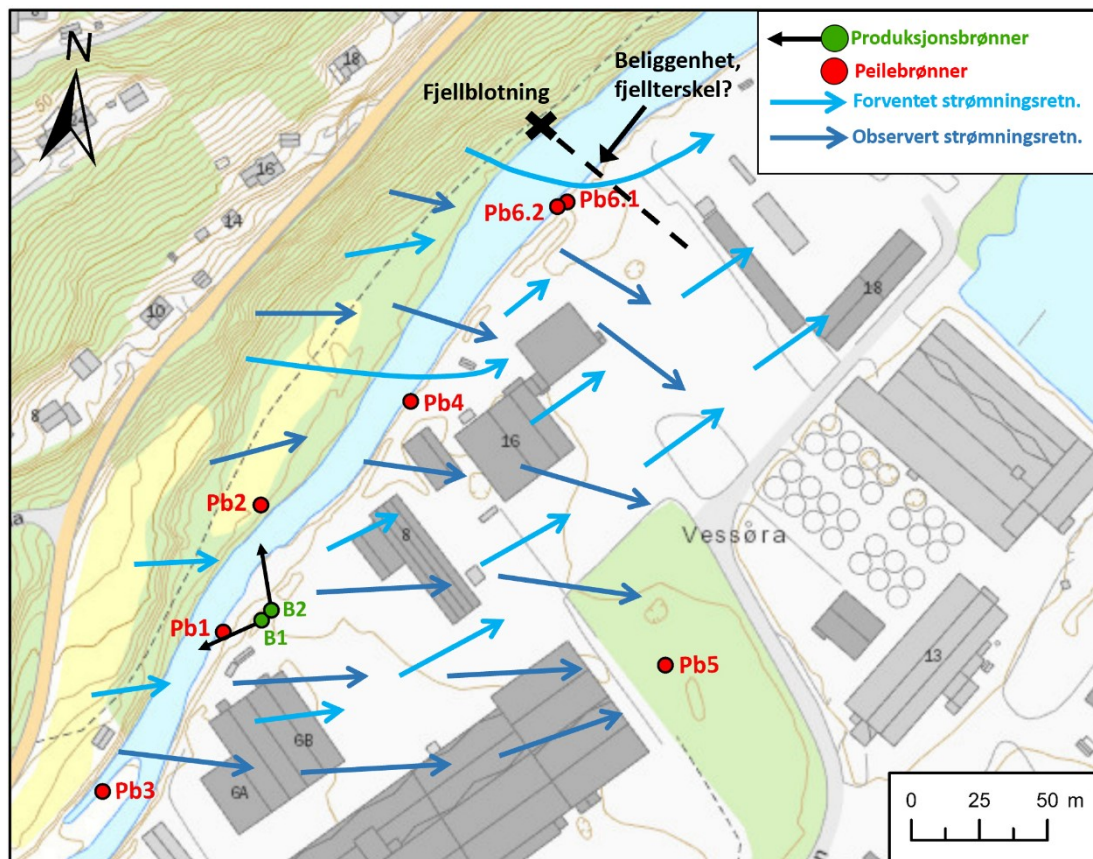 N
18
50
16
14
10
8
Fjellblotning
Beliggenhet,
fjellterskel?
Produksjonsbrønner
Peilebrønner
Forventet strømningsretn.
Observert strømningsretn.
Pb6.1
Pb6.2
18
Pb4
16
Pb2
8
Vessøra
B2
B1
Pb1
Pb5
13
6B
6A
Pb3
0 25 50 m